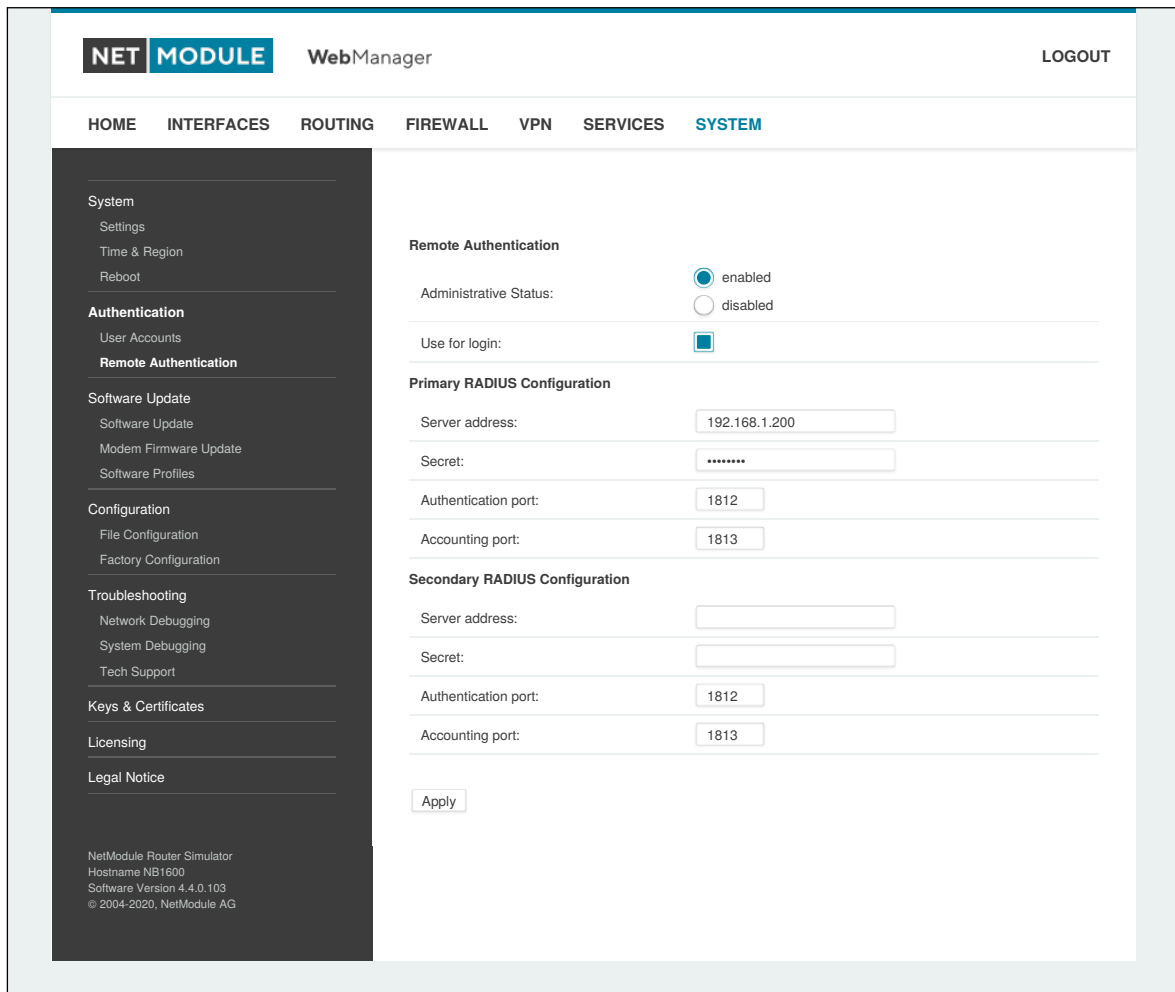 NET MODULE WebManager LOGOUT
HOME INTERFACES ROUTING FIREWALL VPN SERVICES SYSTEM
System
Settings
Time & Region
Reboot
Authentication
User Accounts
Remote Authentication
Software Update
Software Update
Modem Firmware Update
Software Profiles
Configuration
File Configuration
Factory Configuration
Troubleshooting
Network Debugging
System Debugging
Tech Support
Keys & Certificates
Licensing
Legal Notice
NetModule Router Simulator
Hostname NB1600
Software Version 4.4.0.103
© 2004-2020, NetModule AG
Remote Authentication
Administrative Status:
enabled
disabled
Use for login:
Primary RADIUS Configuration
Server address: 192.168.1.200
Secret: ••••••••
Authentication port: 1812
Accounting port: 1813
Secondary RADIUS Configuration
Server address:
Secret:
Authentication port: 1812
Accounting port: 1813
Apply